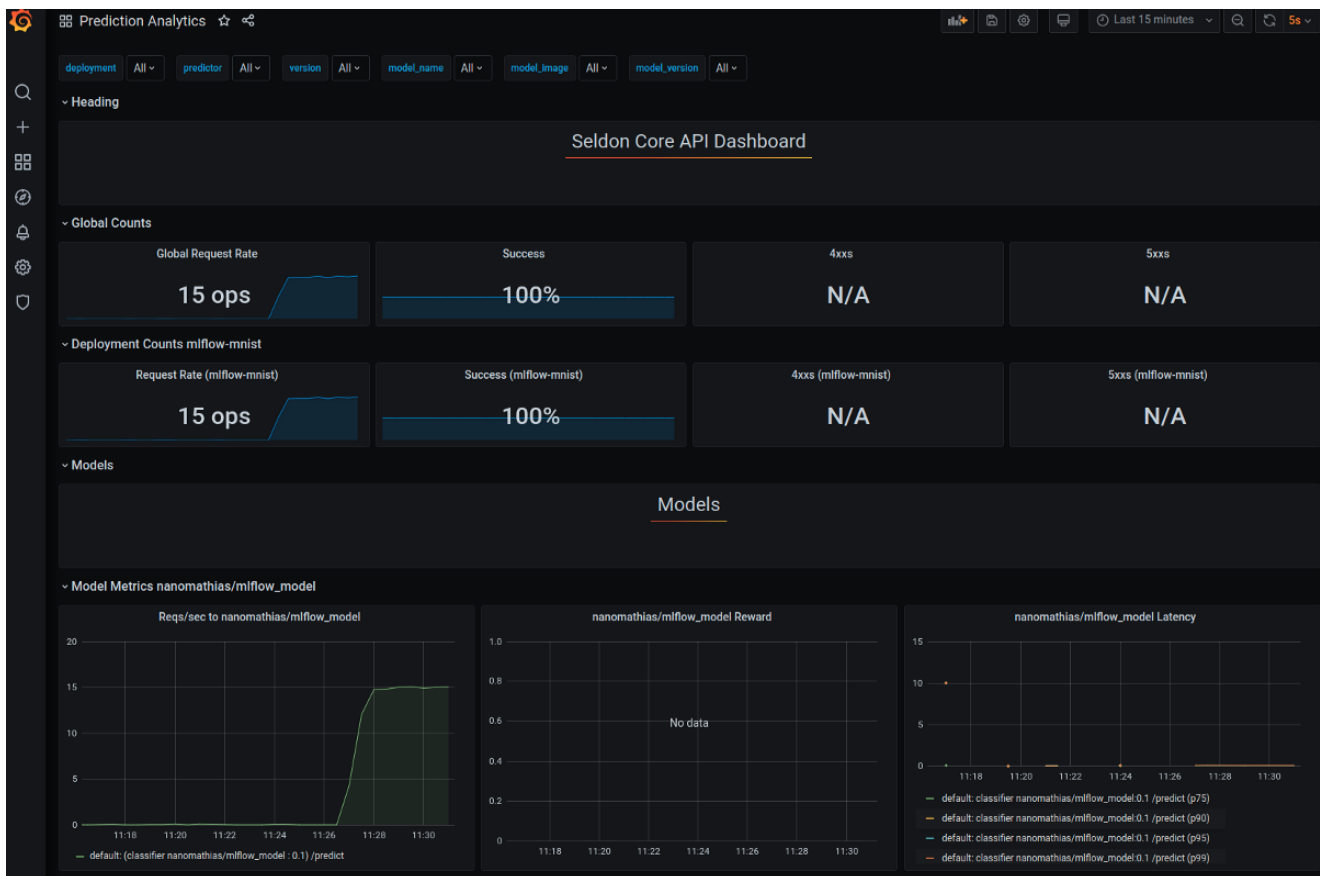 Prediction Analytics
Last 15 minutes 5s
deployment All predictor All version All model_name All model_image All model_version All
Heading
Seldon Core API Dashboard
Global Counts
Global Request Rate Success 4xxs 5xxs
15 ops 100% N/A N/A
Deployment Counts mlflow-mnist
Request Rate (mlflow-mnist) Success (mlflow-mnist) 4xxs (mlflow-mnist) 5xxs (mlflow-mnist)
15 ops 100% N/A N/A
Models
Models
Model Metrics nanomathias/mlflow_model
Reqs/sec to nanomathias/mlflow_model
20
15
10
5
0
11:18 11:20 11:22 11:24 11:26 11:28 11:30
default: (classifier nanomathias/mlflow_model : 0.1) /predict
nanomathias/mlflow_model Reward
1.0
0.8
0.6
No data
0.4
0.2
0
11:18 11:20 11:22 11:24 11:26 11:28 11:30
nanomathias/mlflow_model Latency
15
10
5
0
11:18 11:20 11:22 11:24 11:26 11:28 11:30
default: classifier nanomathias/mlflow_model:0.1 /predict (p75)
default: classifier nanomathias/mlflow_model:0.1 /predict (p90)
default: classifier nanomathias/mlflow_model:0.1 /predict (p95)
default: classifier nanomathias/mlflow_model:0.1 /predict (p99)